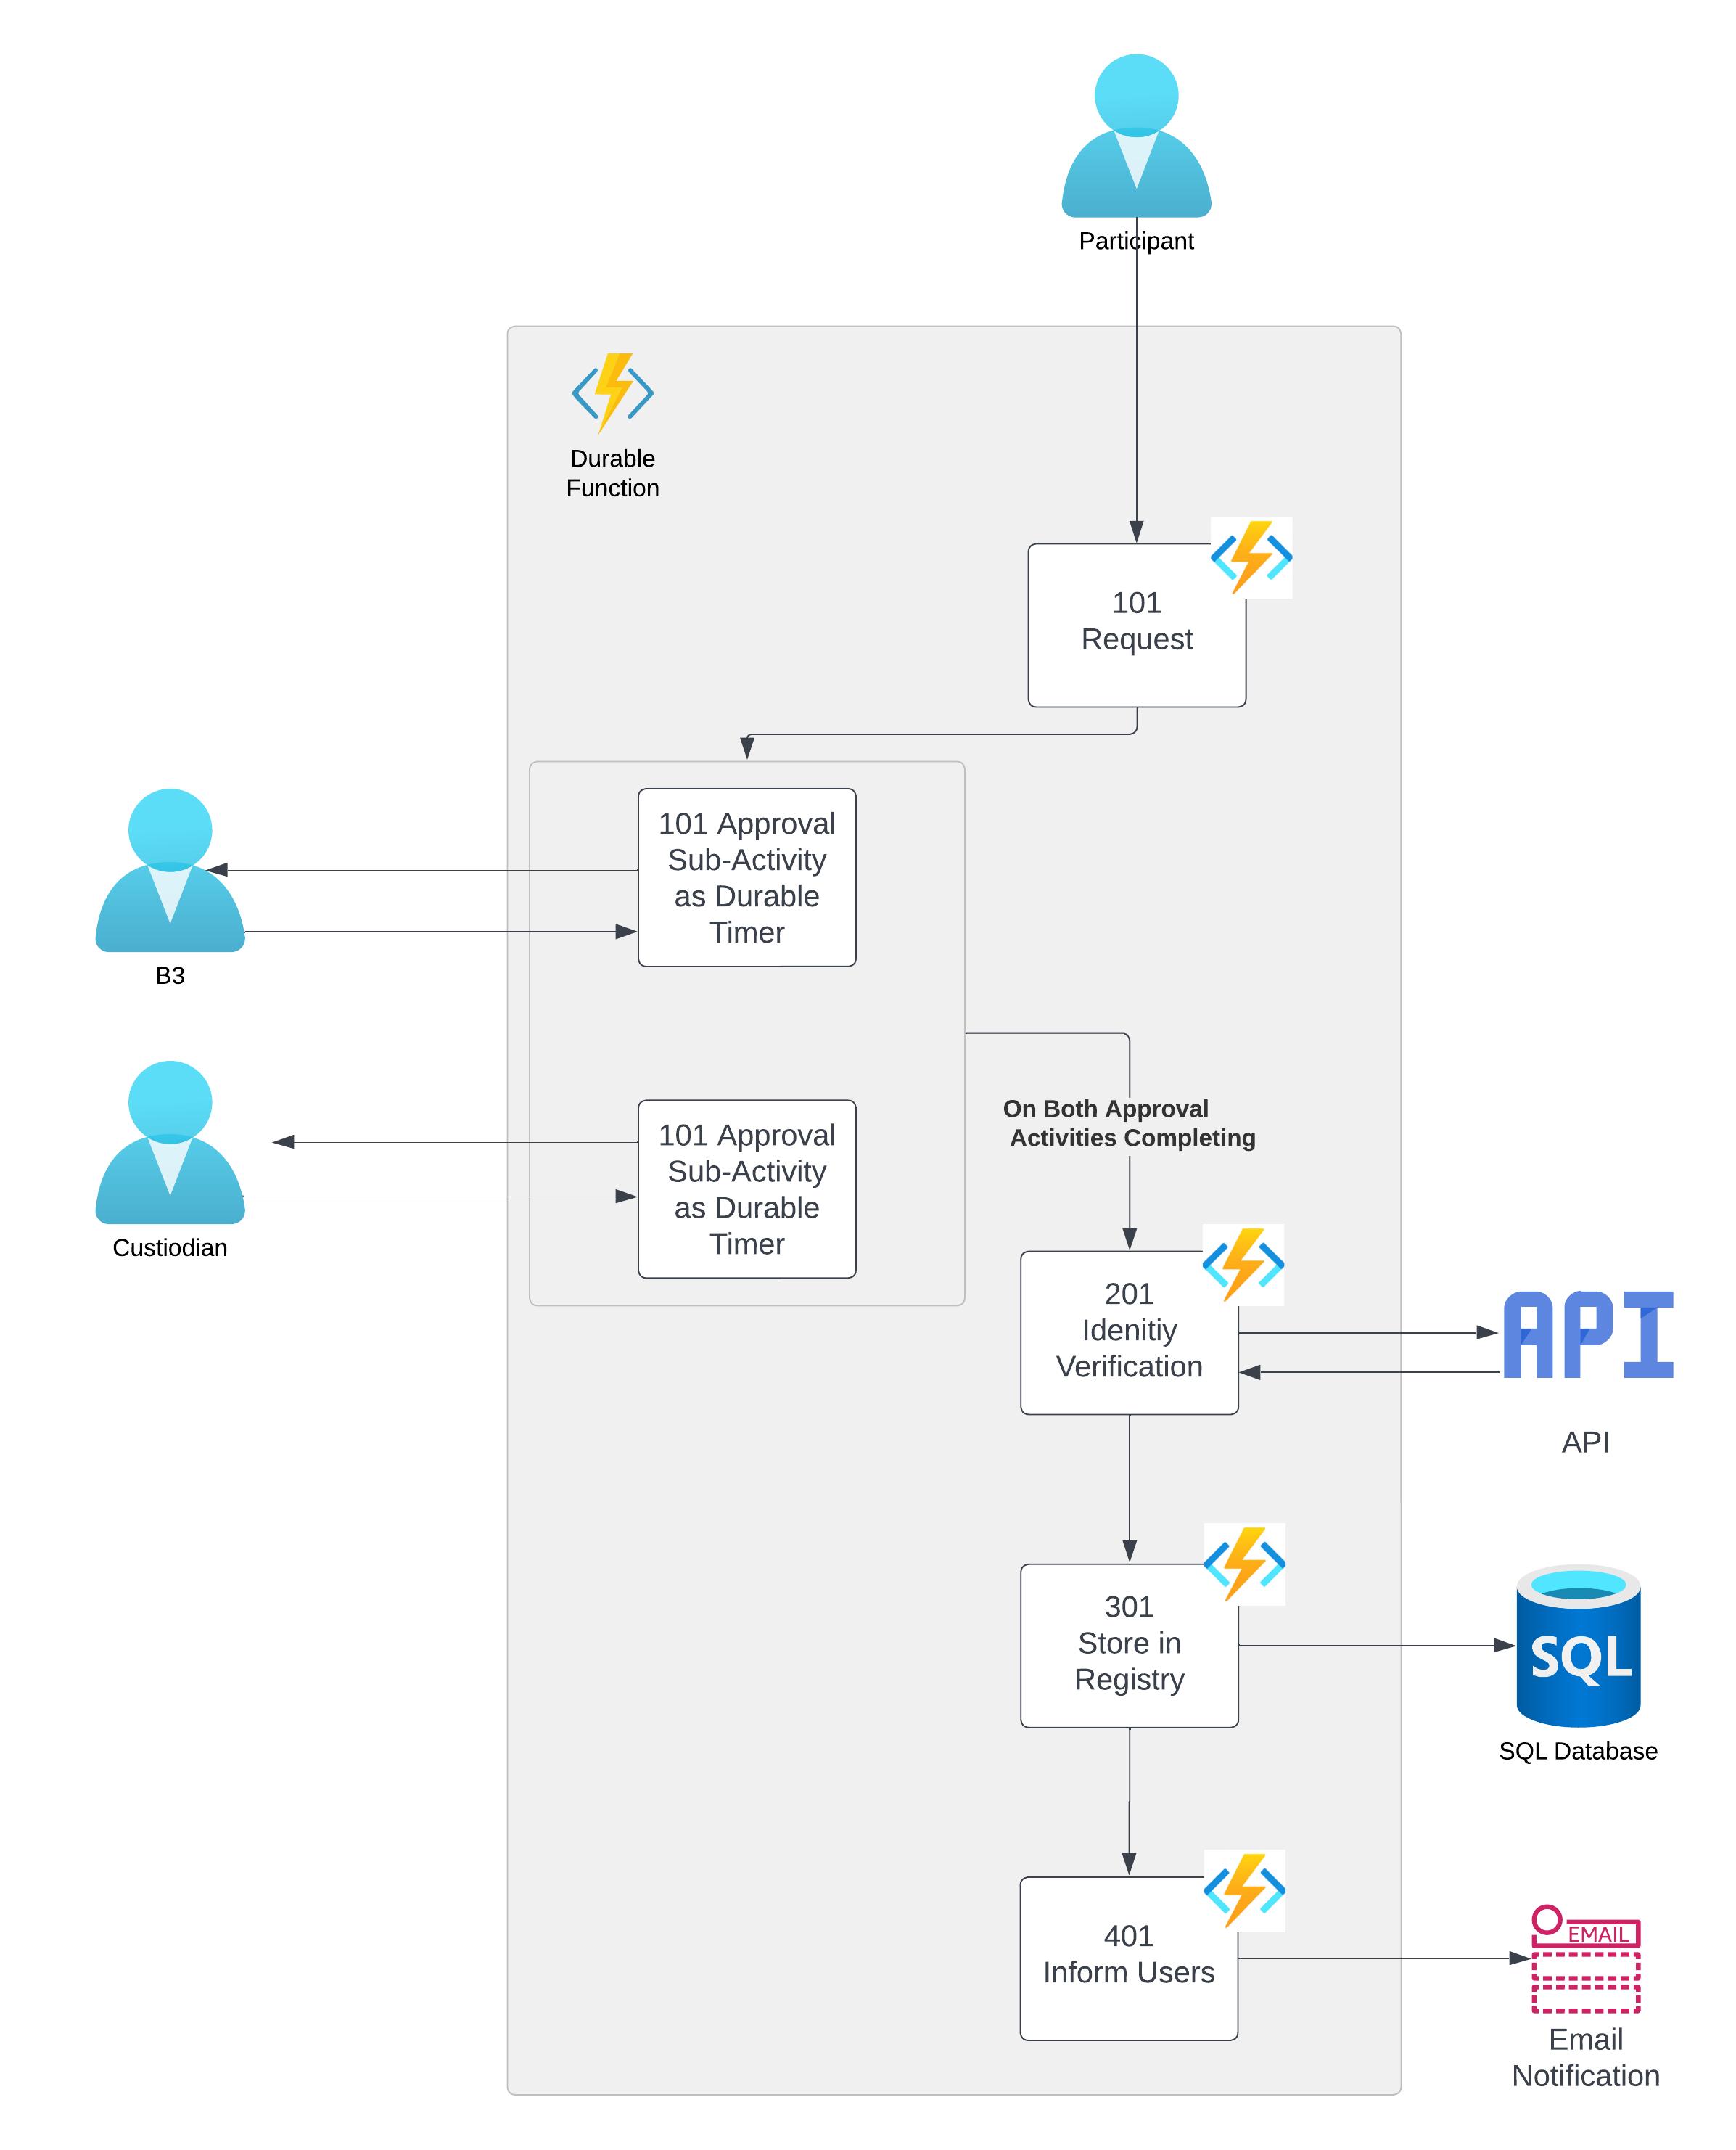 Participant
Durable
Function
101
Request
101 Approval
Sub-Activity
as Durable
Timer
B3
On Both Approval
Activities Completing
101 Approval
Sub-Activity
as Durable
Timer
Custiodian
201
Idenitiy
Verification
API
API
301
Store in
Registry
SQL
SQL Database
401
Inform Users
EMAIL
Email
Notification